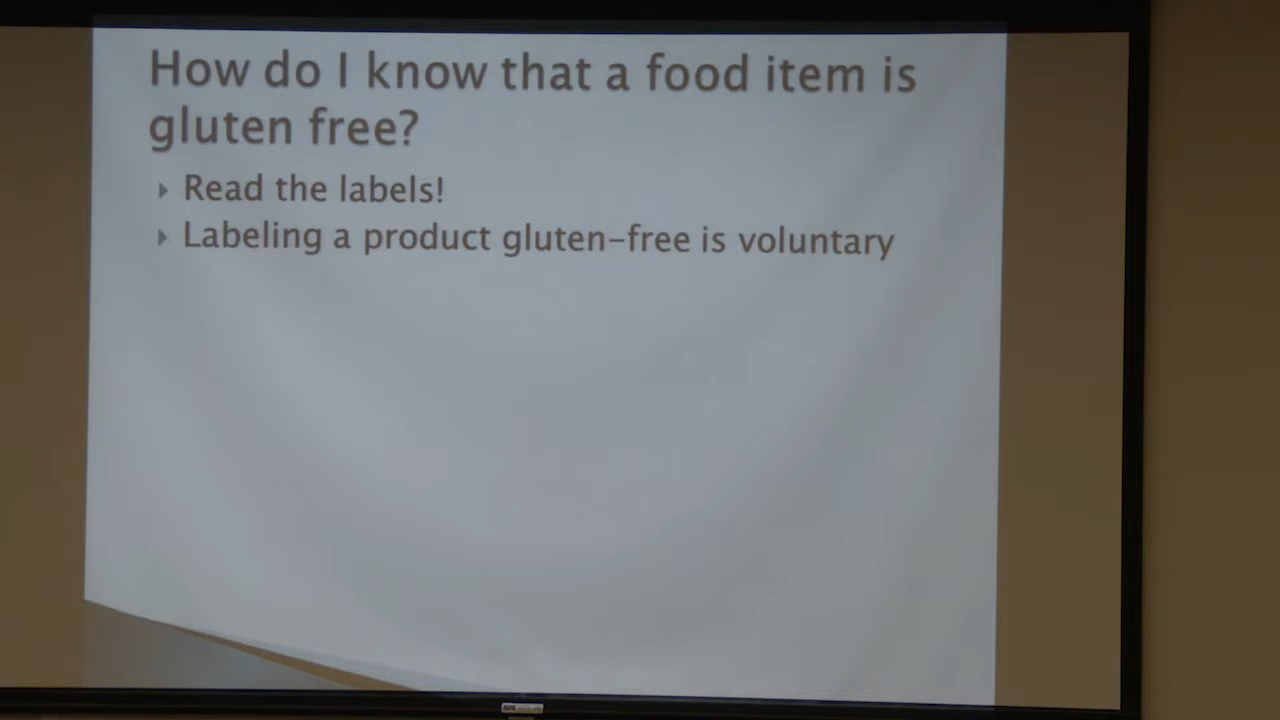 How do I know that a food item is
gluten free?
Read the labels!
Labeling a product gluten-free is voluntary